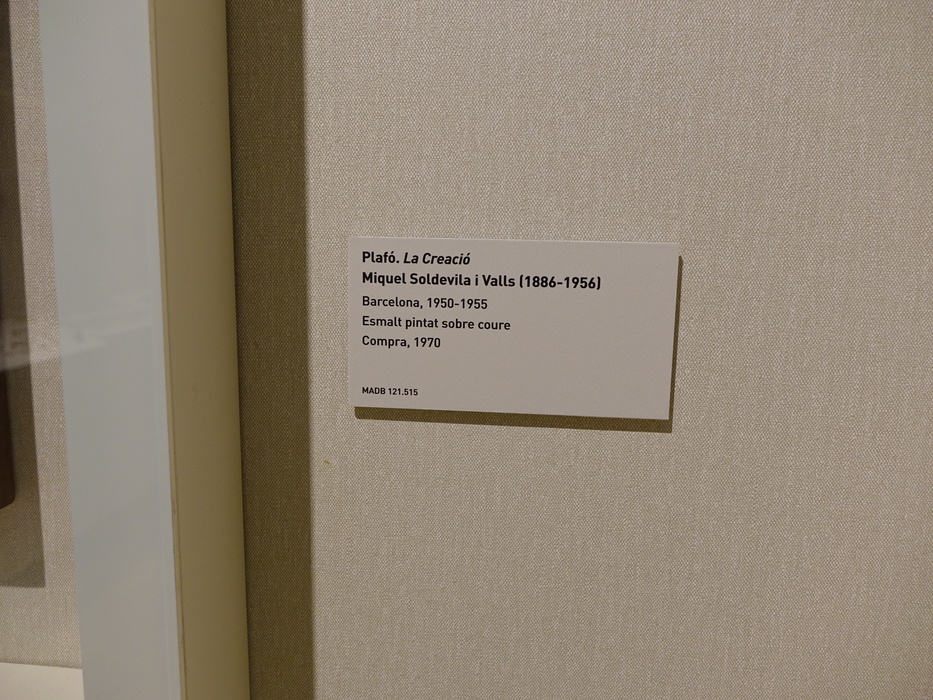 Plafó. La Creació
Miquel Soldevila i Valls (1886-1956)
Barcelona, 1950-1955
Esmalt pintat sobre coure
Compra, 1970
MADB 121.515